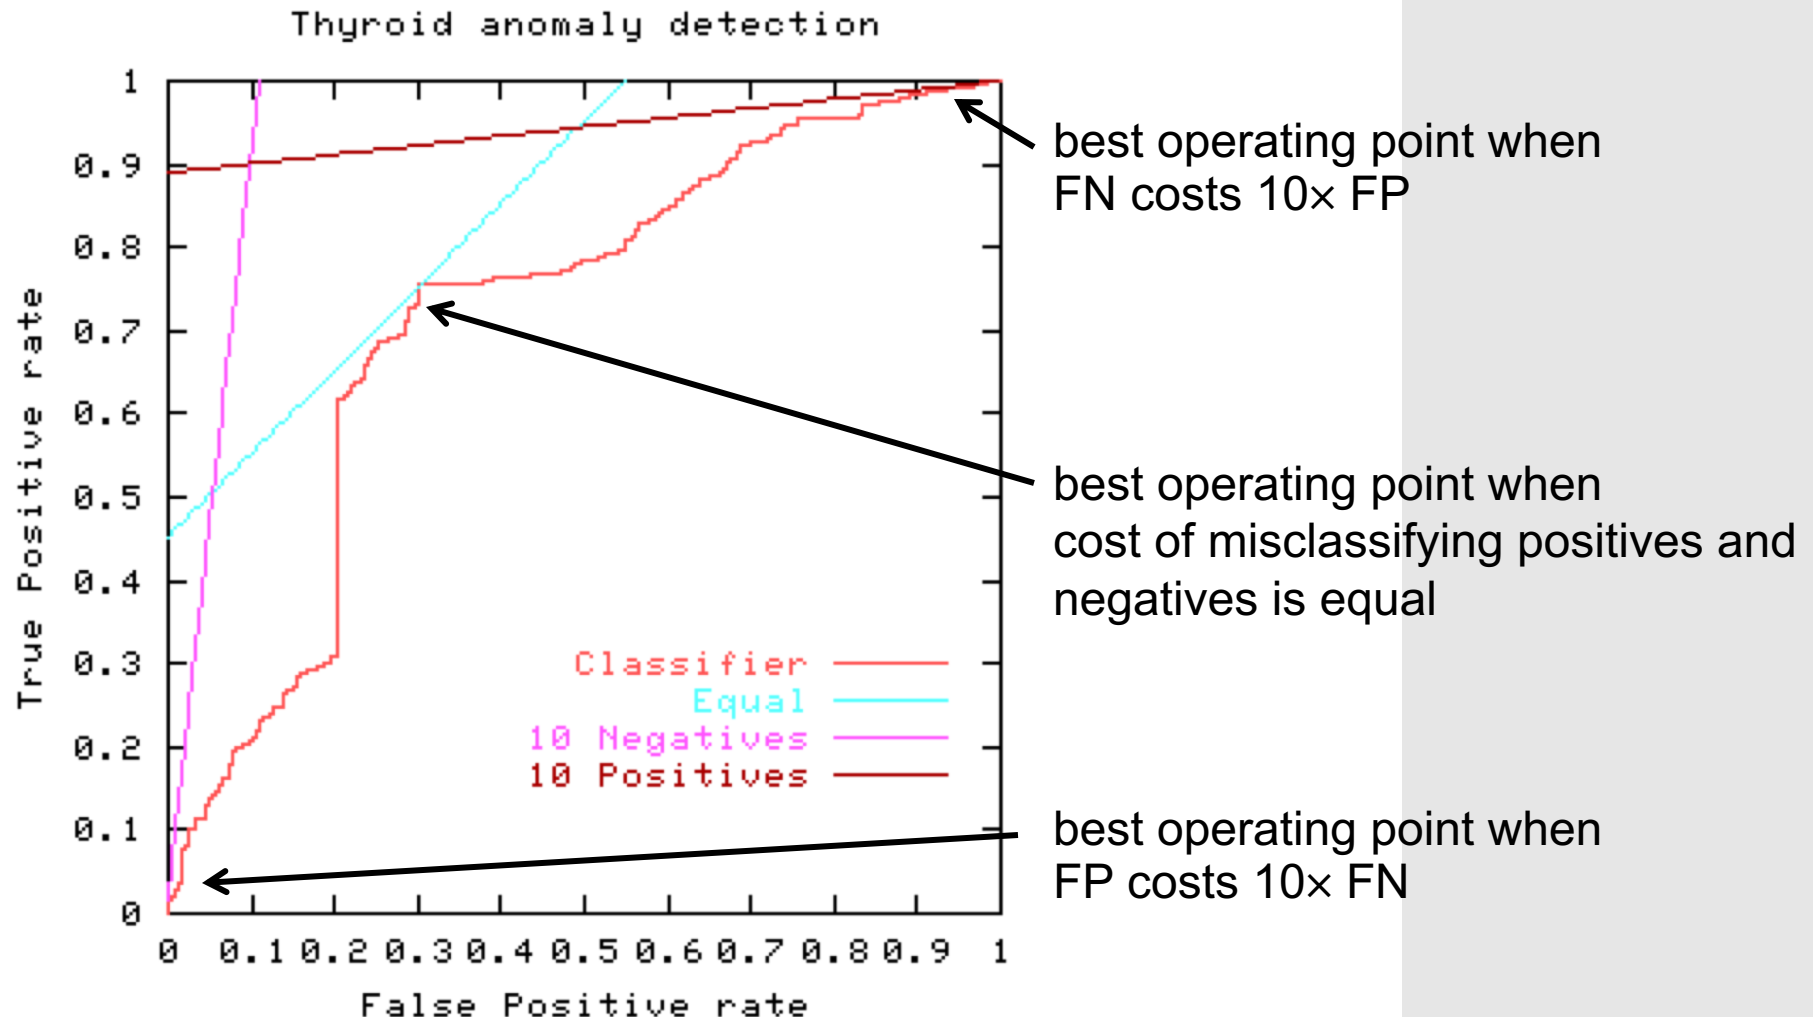 Thyroid anomaly detection
1
0.9
0.8
0.7
0.6
0.5
0.4
0.3
0.2
0.1
0
True Positive rate
0 0.1 0.2 0.3 0.4 0.5 0.6 0.7 0.8 0.9 1
False Positive rate
Classifier
Equal
10 Negatives
10 Positives
best operating point when
FN costs 10× FP
best operating point when
cost of misclassifying positives and
negatives is equal
best operating point when
FP costs 10× FN